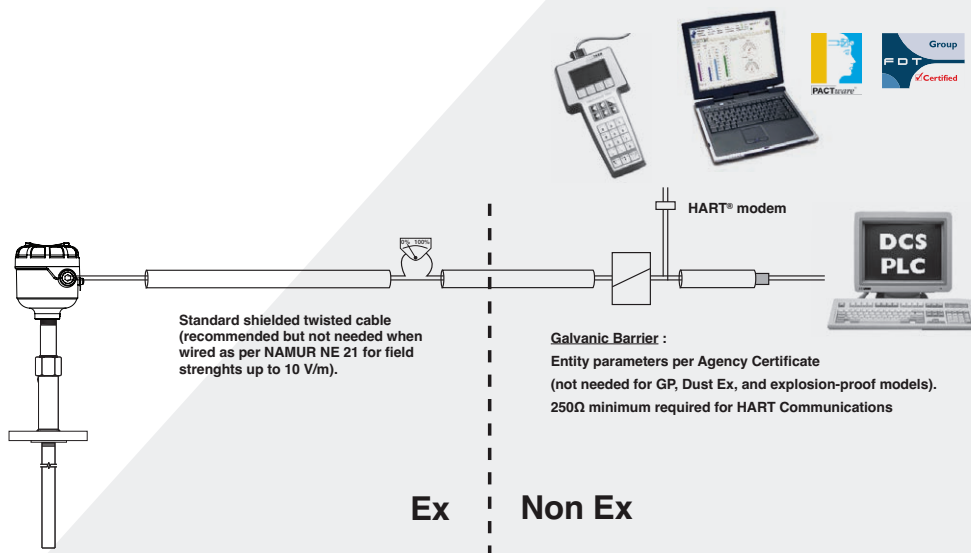 PACTware®
Group
FDT
Certified
HART® modem
0% 100%
DCS
PLC
Standard shielded twisted cable
(recommended but not needed when
wired as per NAMUR NE 21 for field
strenghts up to 10 V/m).
Galvanic Barrier :
Entity parameters per Agency Certificate
(not needed for GP, Dust Ex, and explosion-proof models).
250Ω minimum required for HART Communications
Ex
Non Ex